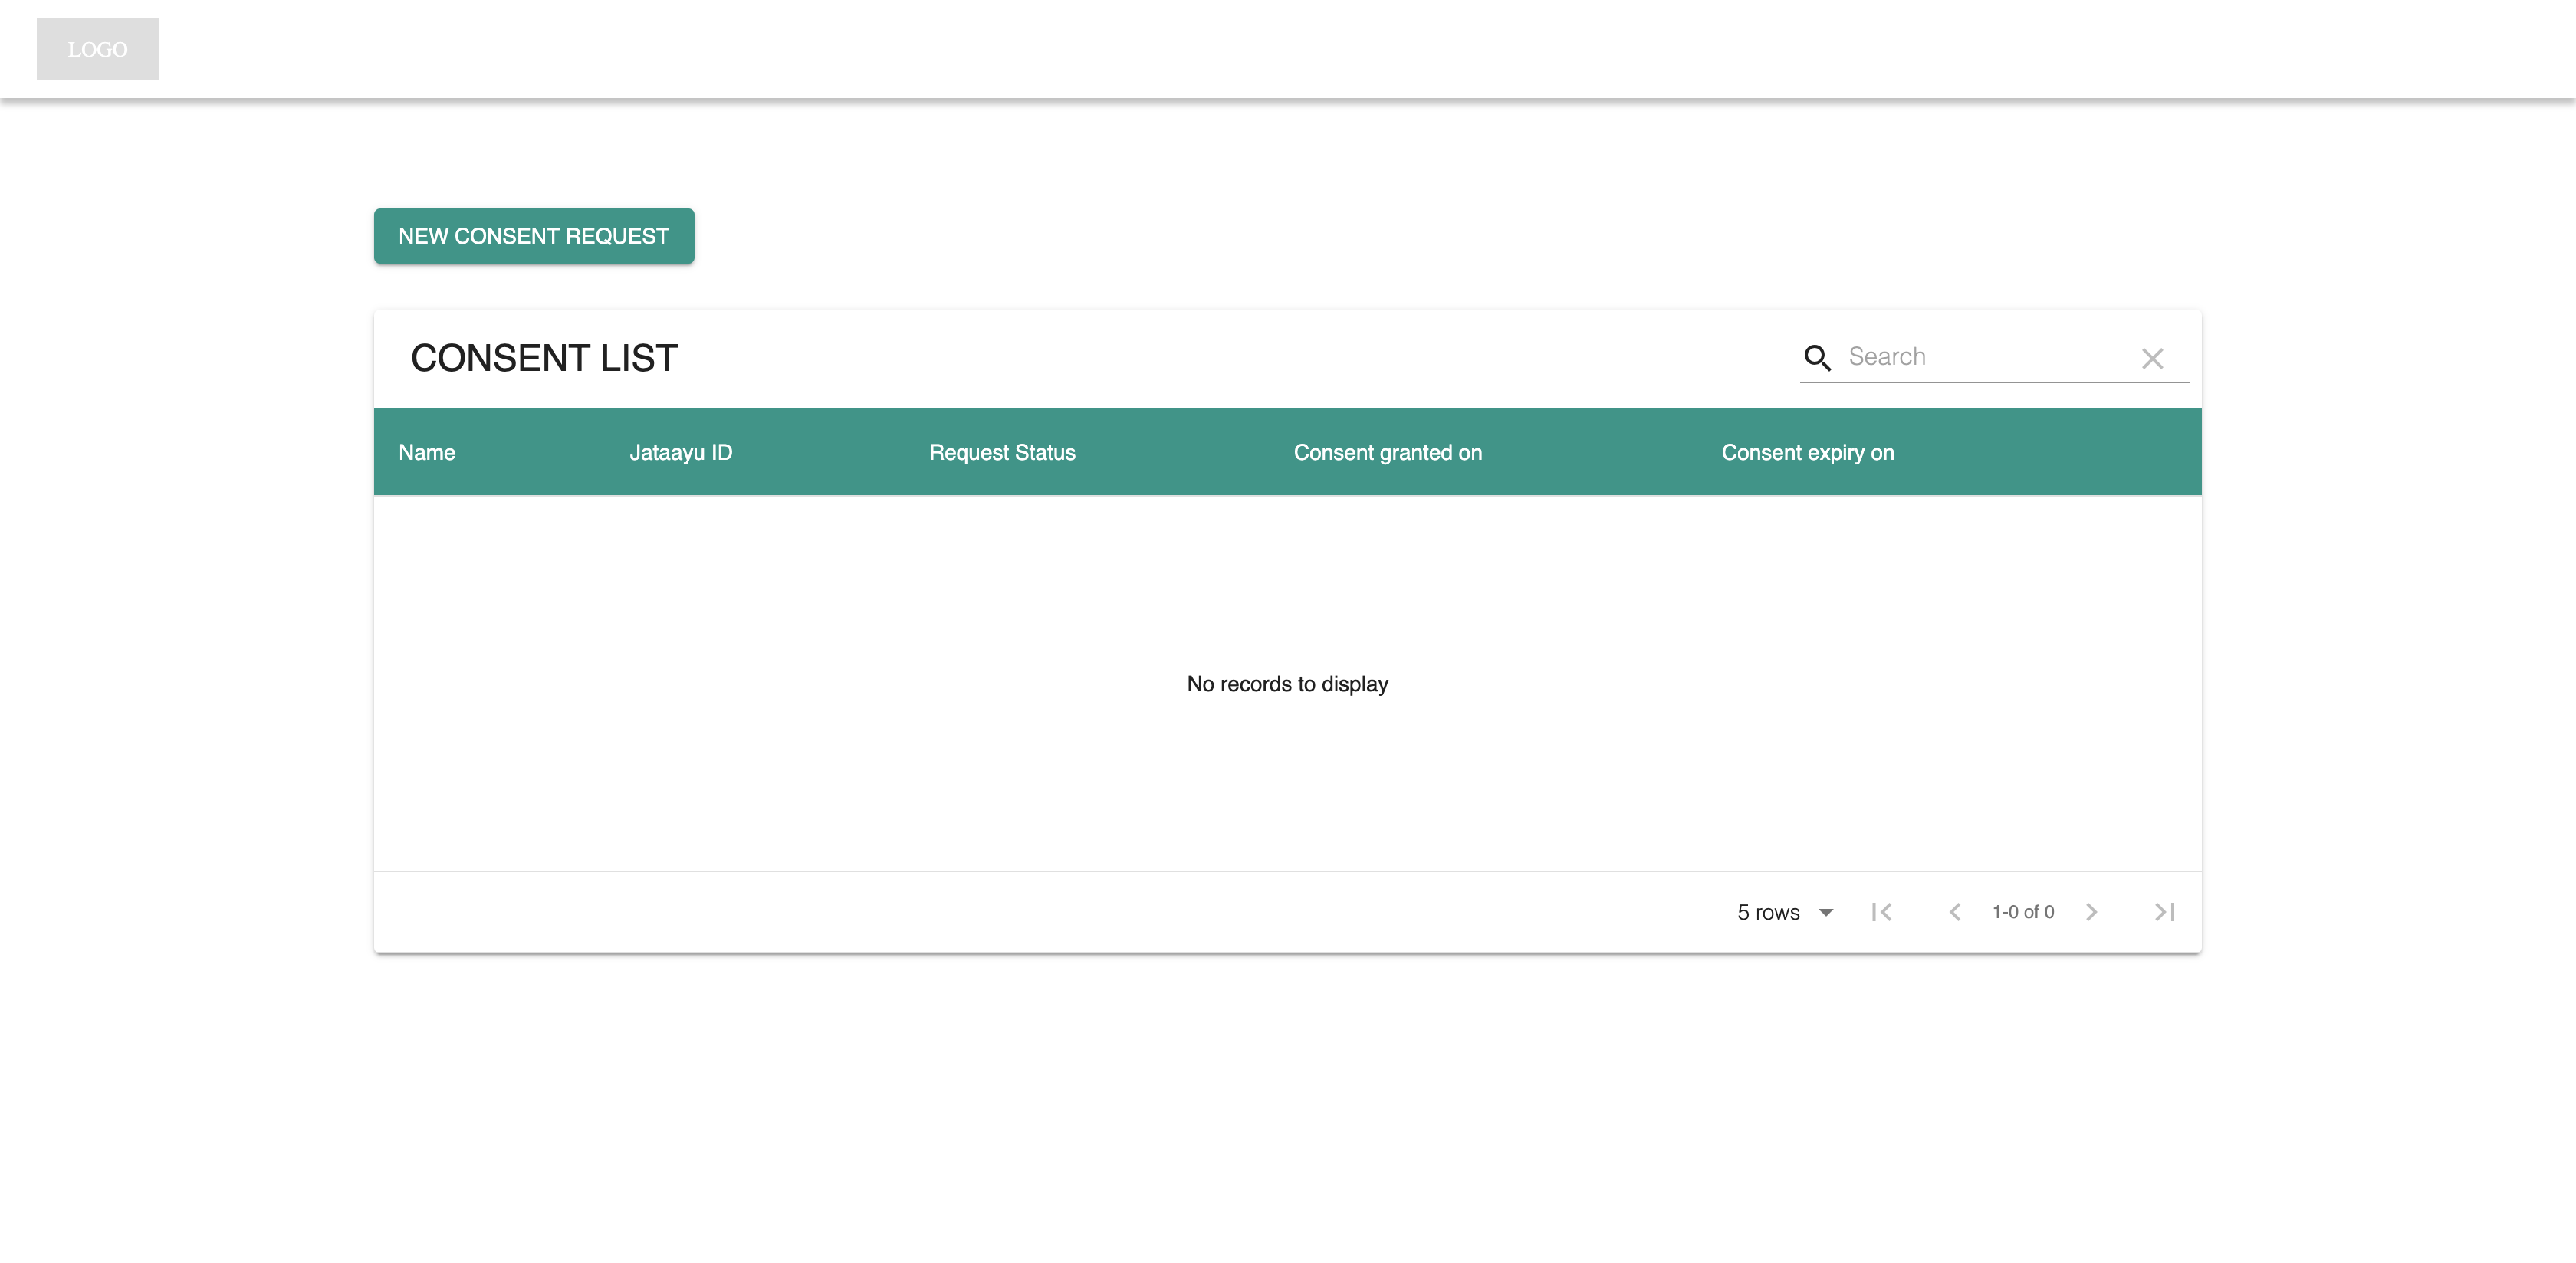 LOGO
NEW CONSENT REQUEST
CONSENT LIST
Search
Name Jataayu ID Request Status Consent granted on Consent expiry on
No records to display
5 rows 1-0 of 0